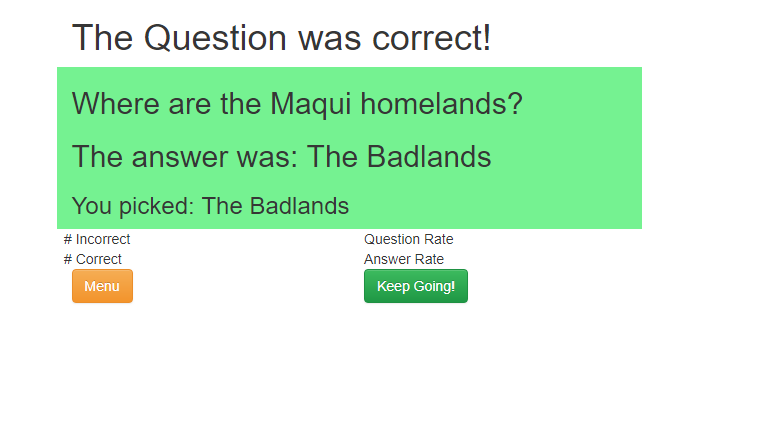 The Question was correct!
Where are the Maqui homelands?
The answer was: The Badlands
You picked: The Badlands
# Incorrect Question Rate
# Correct Answer Rate
Menu Keep Going!